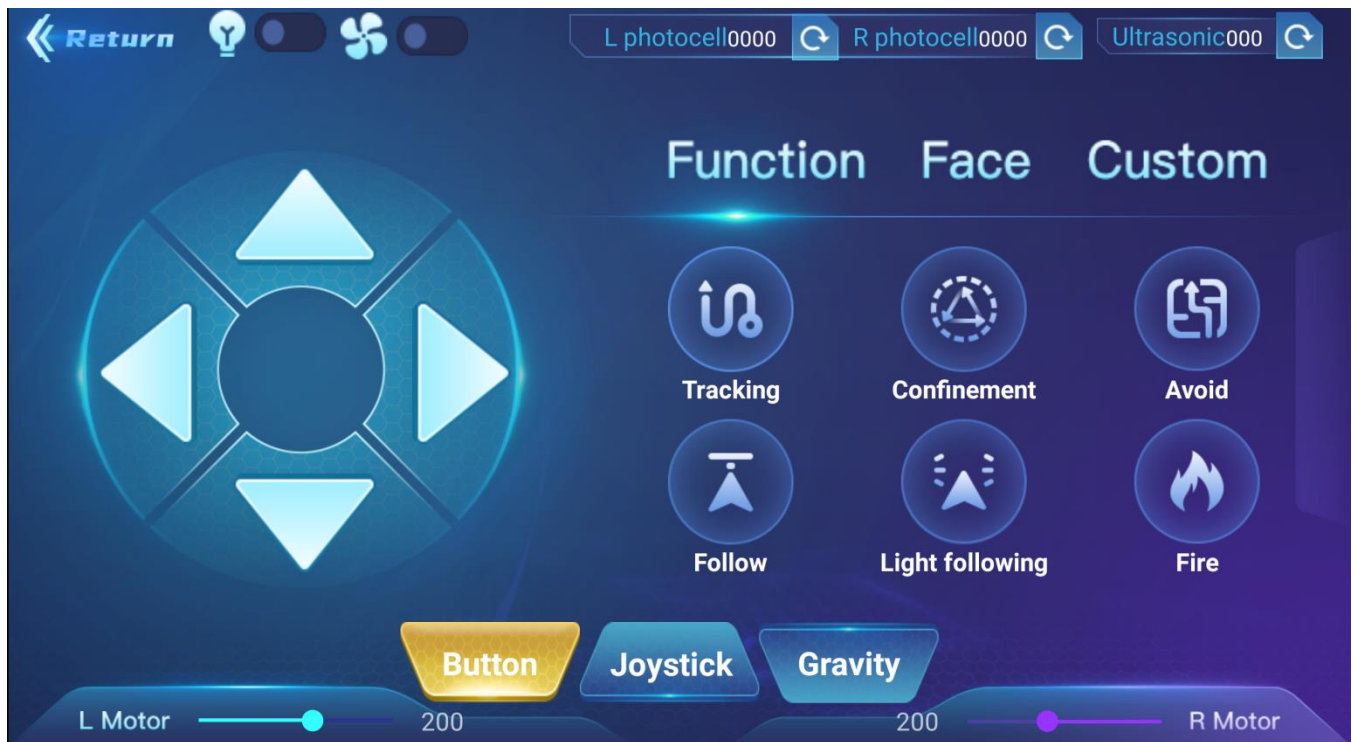 Return L photocell0000 R photocell0000 Ultrasonic000
Function Face Custom
Tracking Confinement Avoid
Follow Light following Fire
Button Joystick Gravity
L Motor 200 200 R Motor